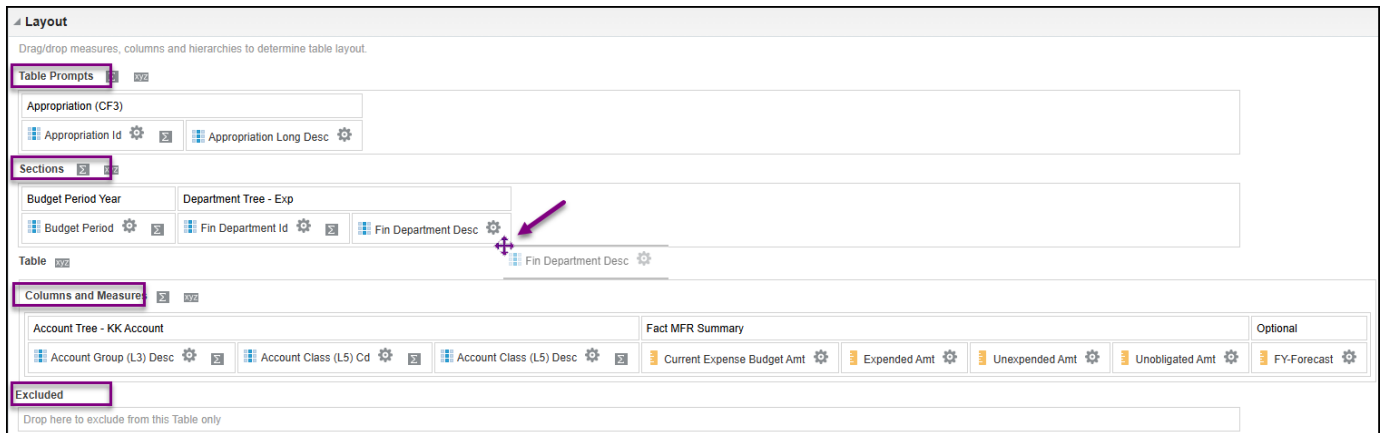 Layout
Drag/drop measures, columns and hierarchies to determine table layout.
Table Prompts Σ xyz
Appropriation (CF3)
Appropriation Id Σ Appropriation Long Desc
Sections Σ xyz
Budget Period Year Department Tree - Exp
Budget Period Σ Fin Department Id Σ Fin Department Desc
Table xyz Fin Department Desc
Columns and Measures Σ xyz
Account Tree - KK Account Fact MFR Summary Optional
Account Group (L3) Desc Σ Account Class (L5) Cd Σ Account Class (L5) Desc Σ Current Expense Budget Amt Expended Amt Unexpended Amt Unobligated Amt FY-Forecast
Excluded
Drop here to exclude from this Table only